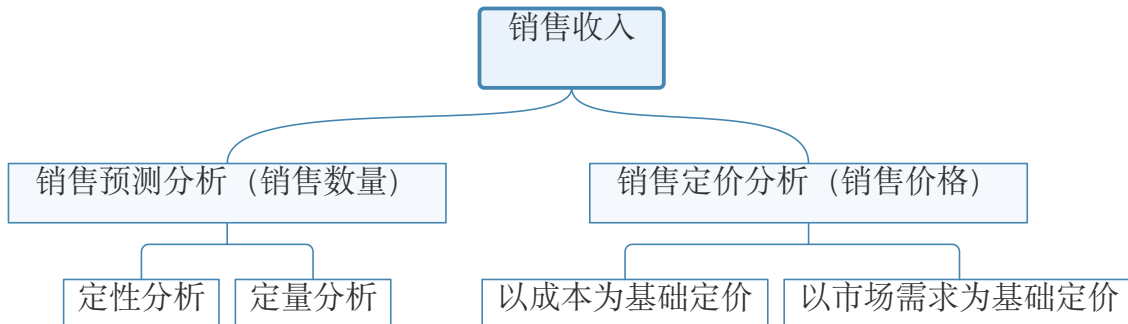 销售收入
销售预测分析（销售数量）
销售定价分析（销售价格）
定性分析
定量分析
以成本为基础定价
以市场需求为基础定价